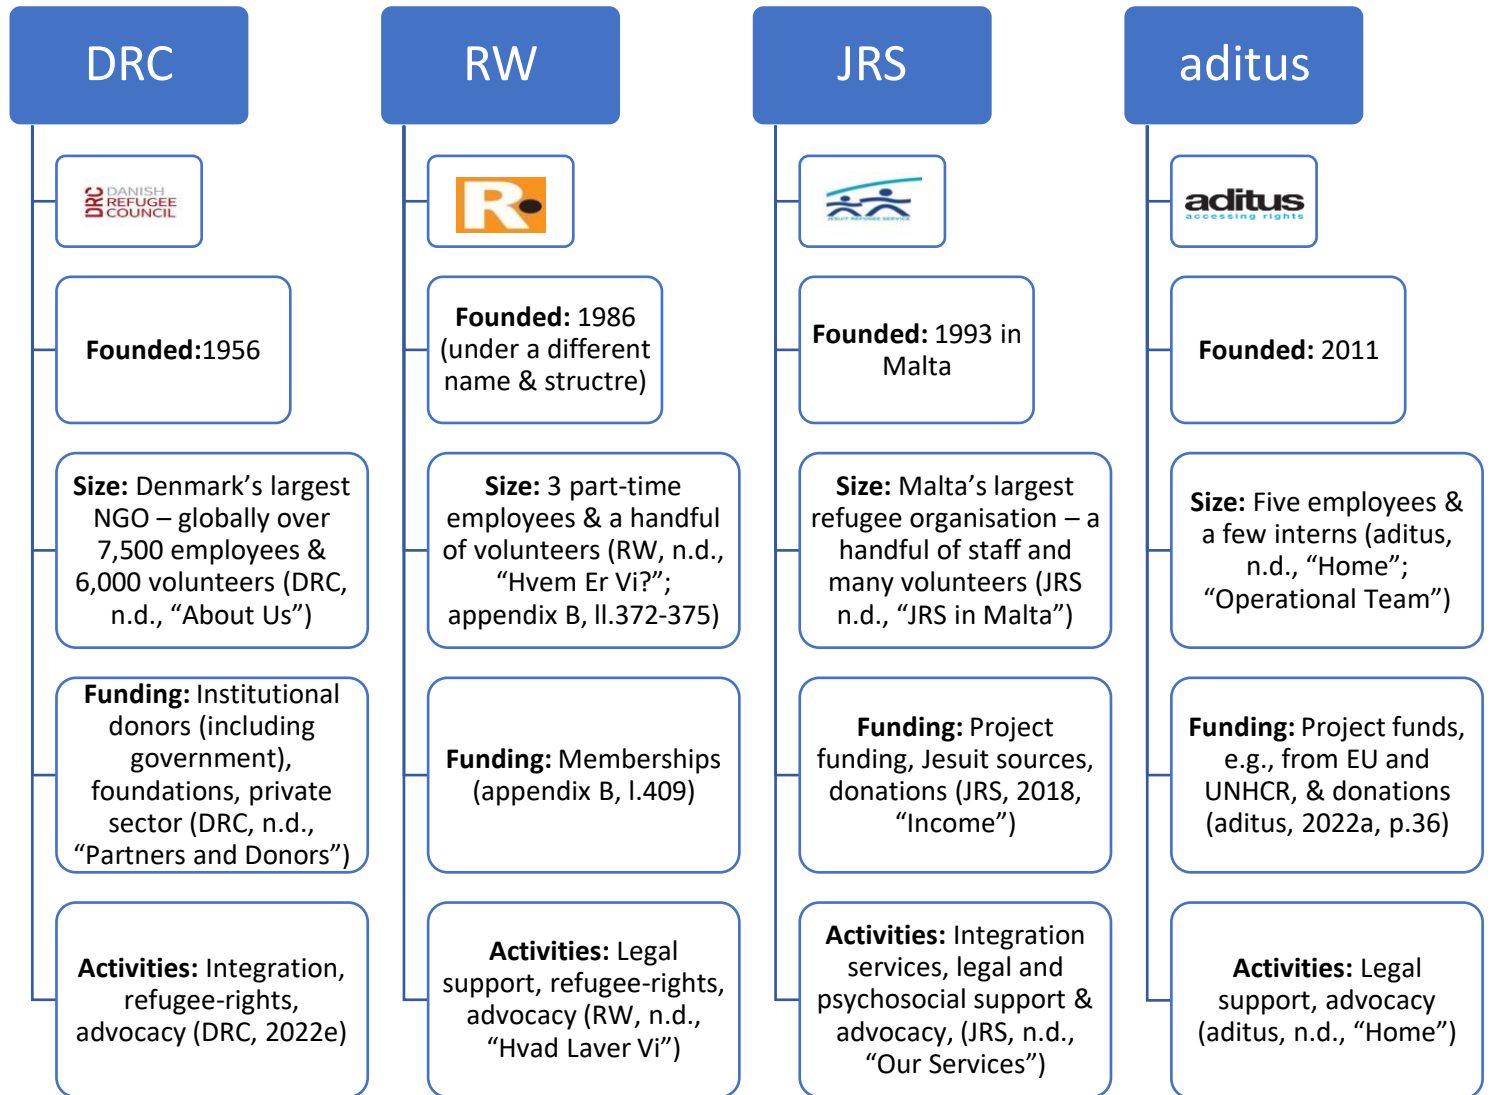 DRC
DRC
DANISH
REFUGEE
COUNCIL
Founded:1956
Size: Denmark’s largest
NGO – globally over
7,500 employees &
6,000 volunteers (DRC,
n.d., “About Us”)
Funding: Institutional
donors (including
government),
foundations, private
sector (DRC, n.d.,
“Partners and Donors”)
Activities: Integration,
refugee-rights,
advocacy (DRC, 2022e)
RW
R
Founded: 1986
(under a different
name & structre)
Size: 3 part-time
employees & a handful
of volunteers (RW, n.d.,
“Hvem Er Vi?”;
appendix B, ll.372-375)
Funding: Memberships
(appendix B, l.409)
Activities: Legal
support, refugee-rights,
advocacy (RW, n.d.,
“Hvad Laver Vi”)
JRS
JESUIT REFUGEE SERVICE
Founded: 1993 in
Malta
Size: Malta’s largest
refugee organisation – a
handful of staff and
many volunteers (JRS
n.d., “JRS in Malta”)
Funding: Project
funding, Jesuit sources,
donations (JRS, 2018,
“Income”)
Activities: Integration
services, legal and
psychosocial support &
advocacy, (JRS, n.d.,
“Our Services”)
aditus
aditus
accessing rights
Founded: 2011
Size: Five employees &
a few interns (aditus,
n.d., “Home”;
“Operational Team”)
Funding: Project funds,
e.g., from EU and
UNHCR, & donations
(aditus, 2022a, p.36)
Activities: Legal
support, advocacy
(aditus, n.d., “Home”)